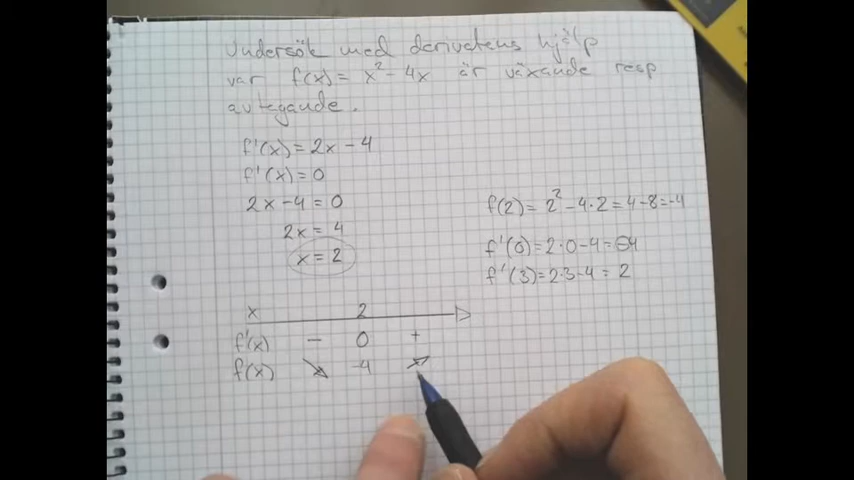 Undersök med derivatans hjälp
var f(x) = x² - 4x är växande resp
avtagande.
f'(x) = 2x - 4
f'(x) = 0
2x - 4 = 0
2x = 4
x = 2
f(2) = 2² - 4·2 = 4 - 8 = -4
f'(0) = 2·0 - 4 = -4
f'(3) = 2·3 - 4 = 2
x 2
f'(x) − 0 +
f(x) ↘ -4 ↗